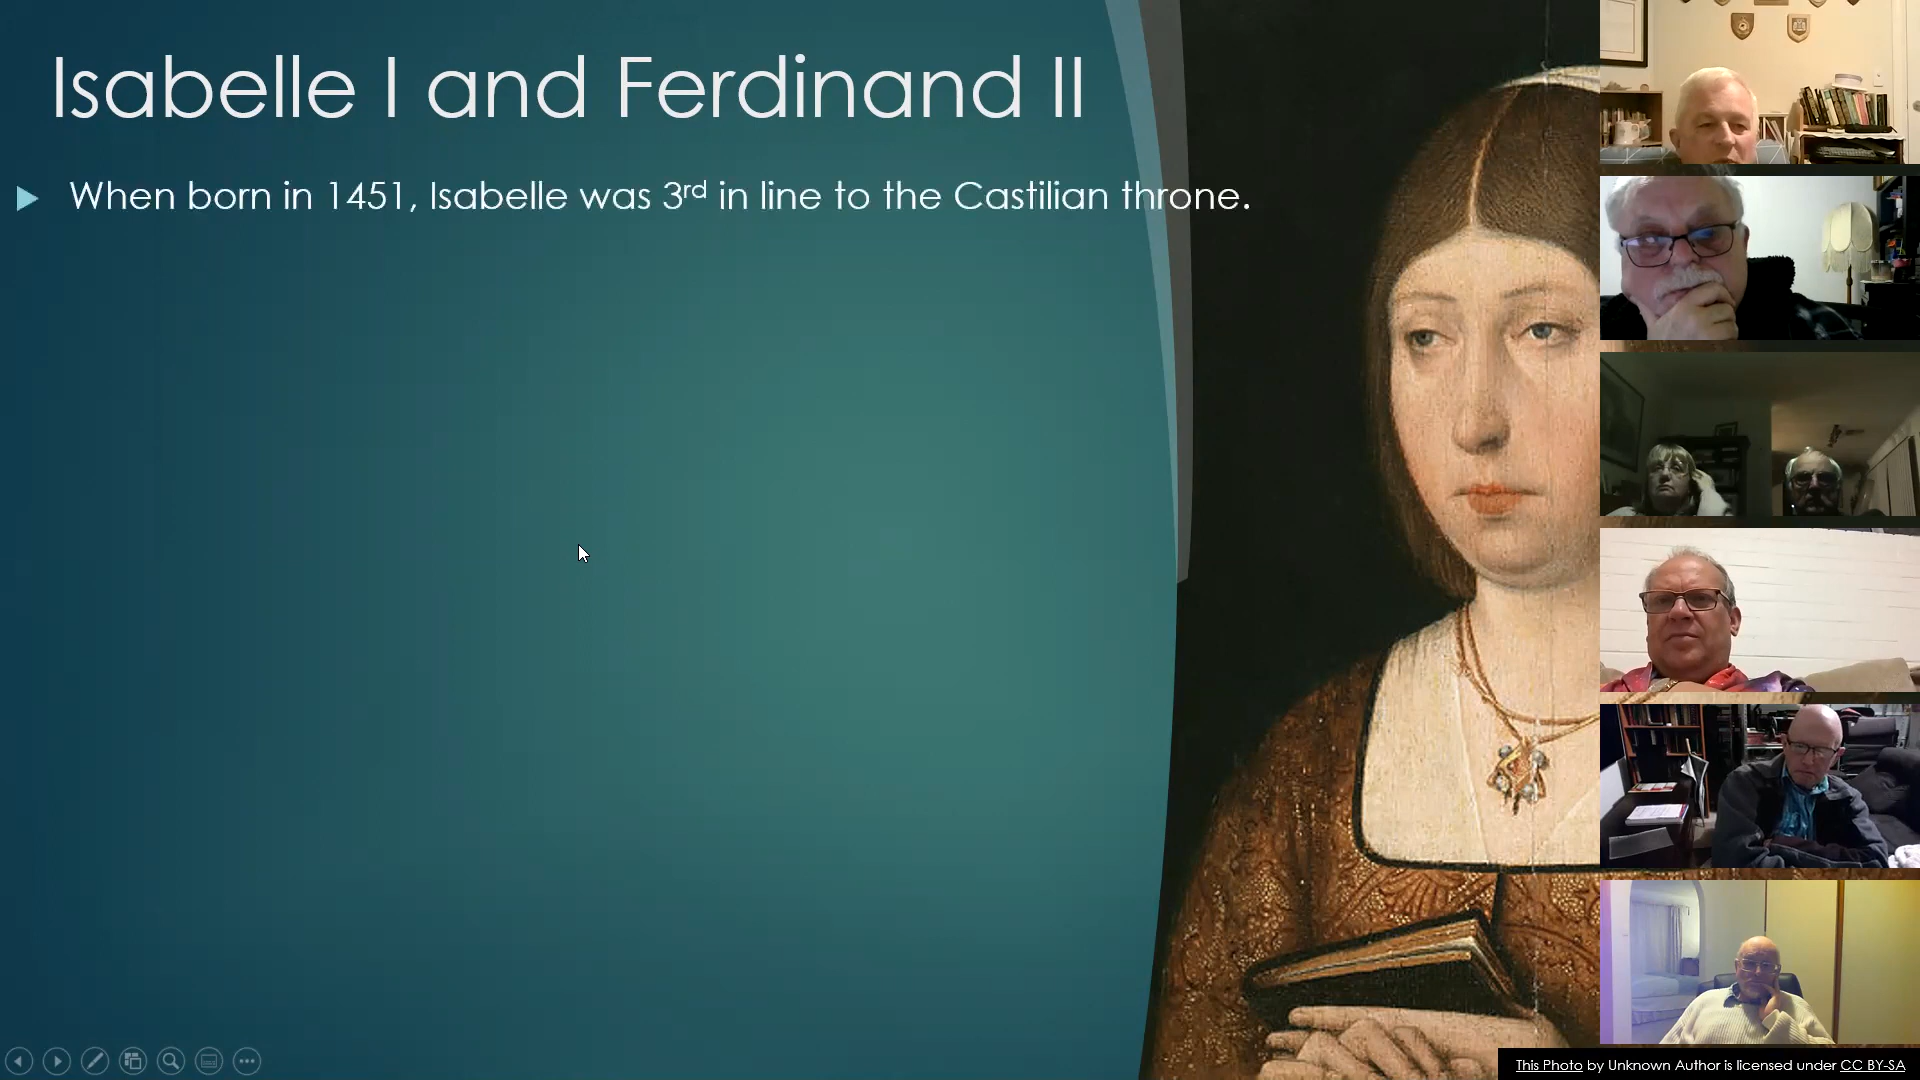 Isabelle I and Ferdinand II
When born in 1451, Isabelle was 3rd in line to the Castilian throne.
This Photo by Unknown Author is licensed under CC BY-SA